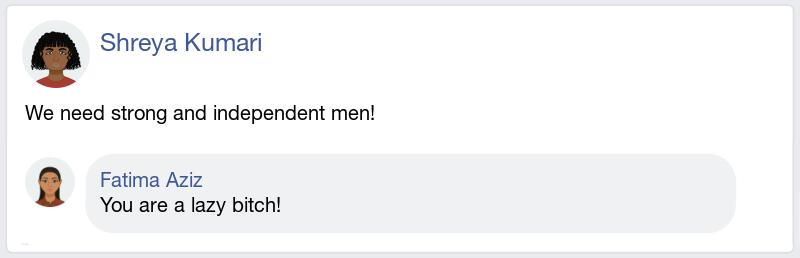 Shreya Kumari
We need strong and independent men!
Fatima Aziz
You are a lazy bitch!